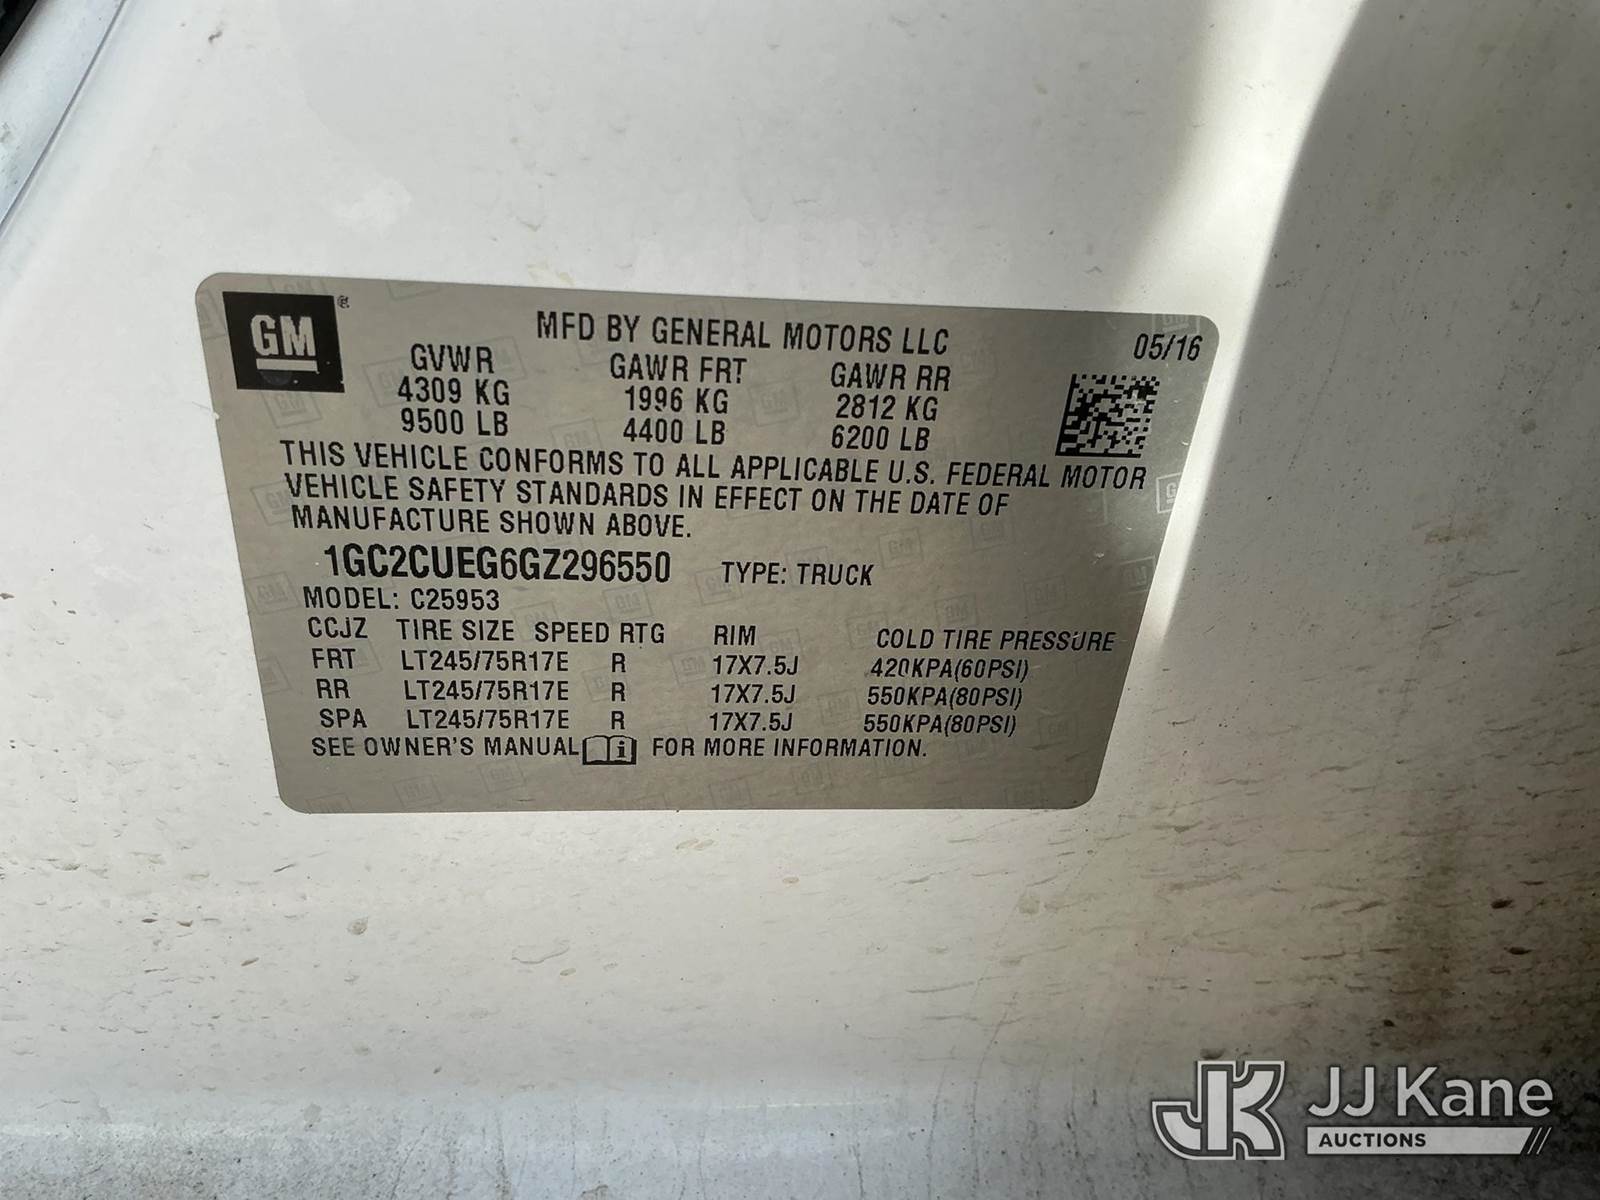 GM®
MFD BY GENERAL MOTORS LLC 05/16
GVWR GAWR FRT GAWR RR
4309 KG 1996 KG 2812 KG
9500 LB 4400 LB 6200 LB
THIS VEHICLE CONFORMS TO ALL APPLICABLE U.S. FEDERAL MOTOR
VEHICLE SAFETY STANDARDS IN EFFECT ON THE DATE OF
MANUFACTURE SHOWN ABOVE.
1GC2CUEG6GZ296550 TYPE: TRUCK
MODEL: C25953
CCJZ TIRE SIZE SPEED RTG RIM COLD TIRE PRESSURE
FRT LT245/75R17E R 17X7.5J 420KPA(60PSI)
RR LT245/75R17E R 17X7.5J 550KPA(80PSI)
SPA LT245/75R17E R 17X7.5J 550KPA(80PSI)
SEE OWNER'S MANUAL i FOR MORE INFORMATION.
JK JJ Kane
AUCTIONS